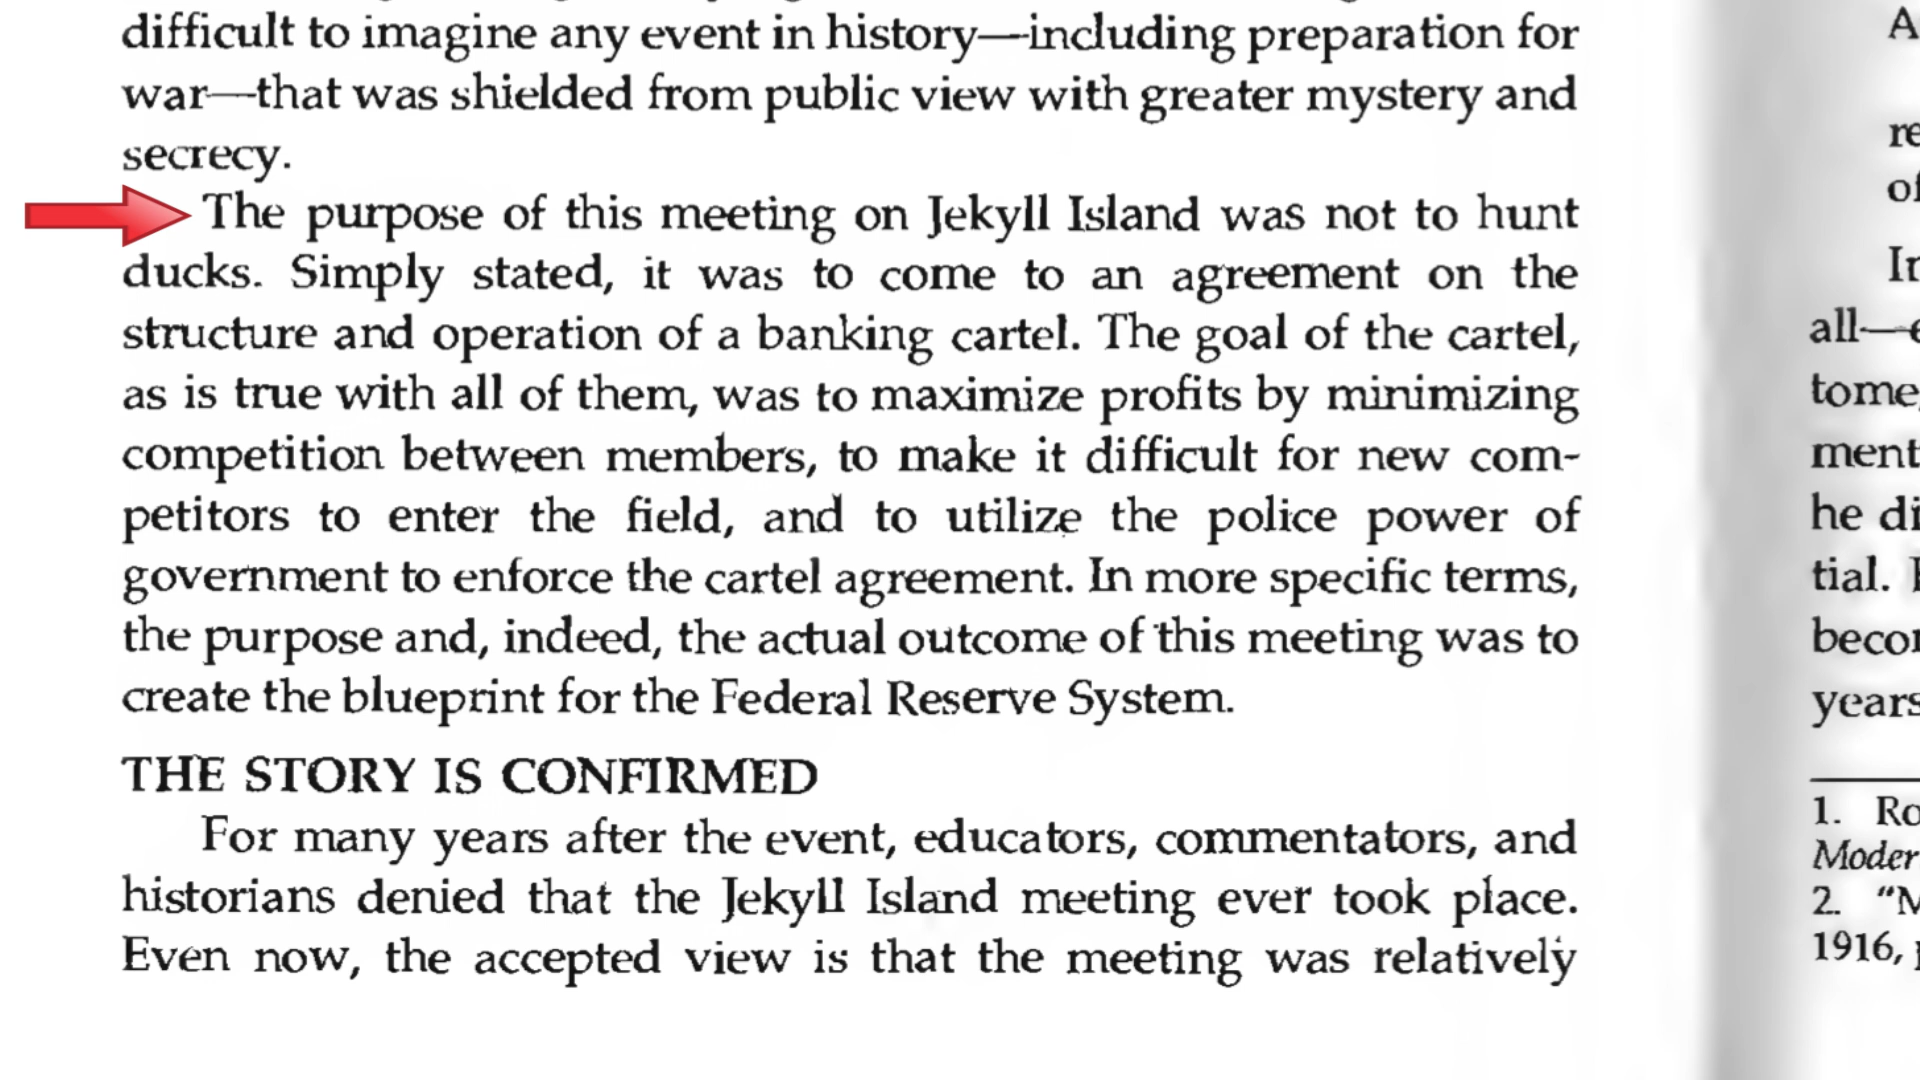 difficult to imagine any event in history—including preparation for
war—that was shielded from public view with greater mystery and
secrecy.
The purpose of this meeting on Jekyll Island was not to hunt
ducks. Simply stated, it was to come to an agreement on the
structure and operation of a banking cartel. The goal of the cartel,
as is true with all of them, was to maximize profits by minimizing
competition between members, to make it difficult for new com-
petitors to enter the field, and to utilize the police power of
government to enforce the cartel agreement. In more specific terms,
the purpose and, indeed, the actual outcome of this meeting was to
create the blueprint for the Federal Reserve System.
THE STORY IS CONFIRMED
For many years after the event, educators, commentators, and
historians denied that the Jekyll Island meeting ever took place.
Even now, the accepted view is that the meeting was relatively
all—
he
tial.
years
1.
2.
1916,